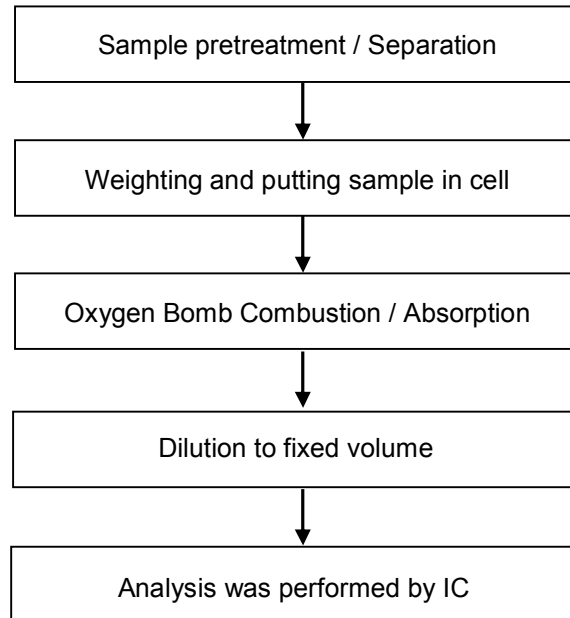 Sample pretreatment / Separation
Weighting and putting sample in cell
Oxygen Bomb Combustion / Absorption
Dilution to fixed volume
Analysis was performed by IC